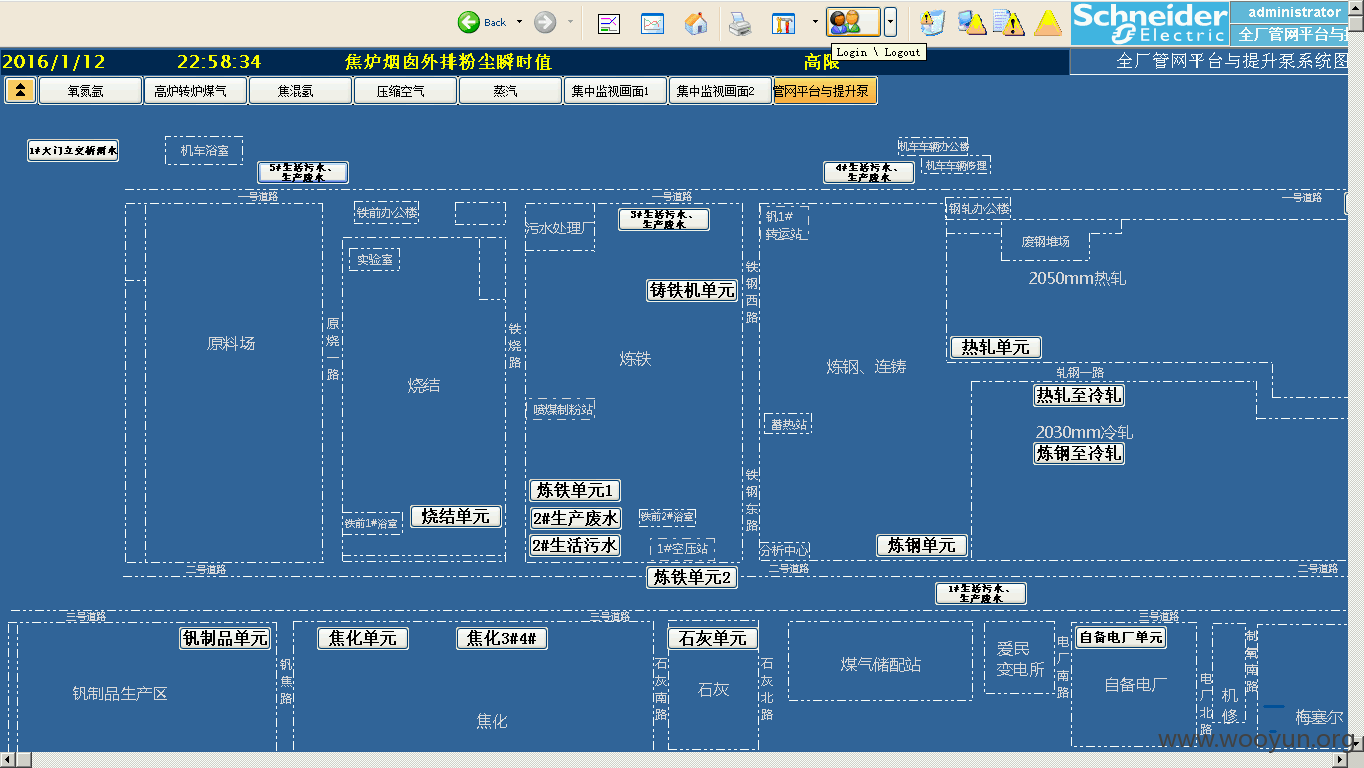 Back
Schneider
Electric
administrator
全厂管网平台与
Login \ Logout
2016/1/12
22:58:34
焦炉烟囱外排粉尘瞬时值
高限
全厂管网平台与提升泵系统图
氧氮氩
高炉转炉煤气
焦混氮
压缩空气
蒸汽
集中监视画面1
集中监视画面2
管网平台与提升泵
机车浴室
5#生活污水、
生产废水
4#生活污水、
生产废水
机车车辆办公楼
机车车辆修理
一号道路
一号道路
一号道路
铁前办公楼
污水处理厂
3#生活污水、
生产废水
钒1#
转运站
钢轧办公楼
废钢堆场
实验室
铁钢西路
2050mm热轧
铸铁机单元
原料场
原烧一路
铁烧路
炼铁
炼钢、连铸
热轧单元
烧结
轧钢一路
热轧至冷轧
喷煤制粉站
蓄热站
2030mm冷轧
炼钢至冷轧
炼铁单元1
铁钢东路
烧结单元
铁前1#浴室
2#生产废水
铁前2#浴室
2#生活污水
1#空压站
分析中心
炼钢单元
二号道路
炼铁单元2
二号道路
二号道路
1#生活污水、
生产废水
三号道路
三号道路
三号道路
钒制品单元
焦化单元
焦化3#4#
石灰单元
自备电厂单元
钒焦路
石灰南路
石灰北路
煤气储配站
爱民
变电所
电厂南路
制氧南路
钒制品生产区
石灰
自备电厂
电厂北路
机修
焦化
梅塞尔
www.wooyun.org